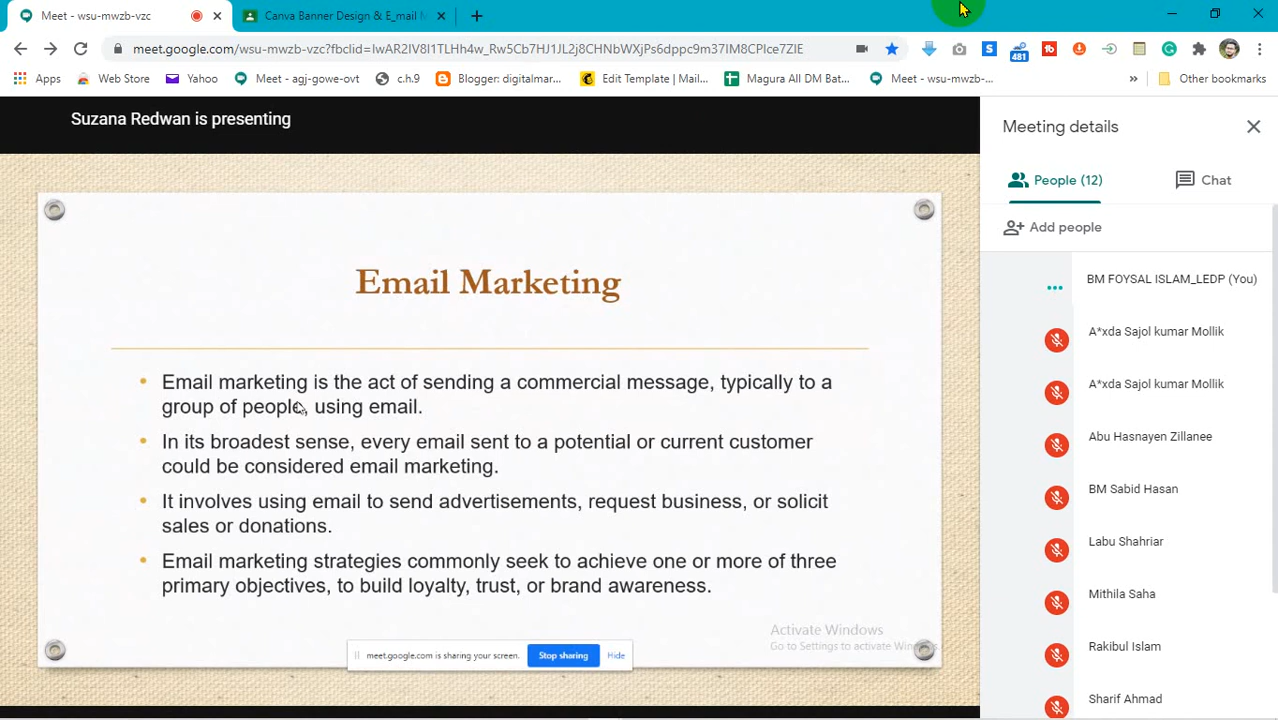 Meet - wsu-mwzb-vzc
Canva Banner Design & E_mail M
meet.google.com/wsu-mwzb-vzc?fbclid=IwAR2IV8I1TLHh4w_Rw5Cb7HJ1JL2j8CHNbWXjPs6dppc9m37IM8CPIce7ZIE
481
Apps
Web Store
Yahoo
Meet - agj-gowe-ovt
c.h.9
Blogger: digitalmar...
Edit Template | Mail...
Magura All DM Bat...
Meet - wsu-mwzb-...
»
Other bookmarks
Suzana Redwan is presenting
Email Marketing
• Email marketing is the act of sending a commercial message, typically to a
group of people, using email.
• In its broadest sense, every email sent to a potential or current customer
could be considered email marketing.
• It involves using email to send advertisements, request business, or solicit
sales or donations.
• Email marketing strategies commonly seek to achieve one or more of three
primary objectives, to build loyalty, trust, or brand awareness.
Activate Windows
Go to Settings to activate Windows.
meet.google.com is sharing your screen.
Stop sharing
Hide
Meeting details
People (12)
Chat
Add people
BM FOYSAL ISLAM_LEDP (You)
A*xda Sajol kumar Mollik
A*xda Sajol kumar Mollik
Abu Hasnayen Zillanee
BM Sabid Hasan
Labu Shahriar
Mithila Saha
Rakibul Islam
Sharif Ahmad